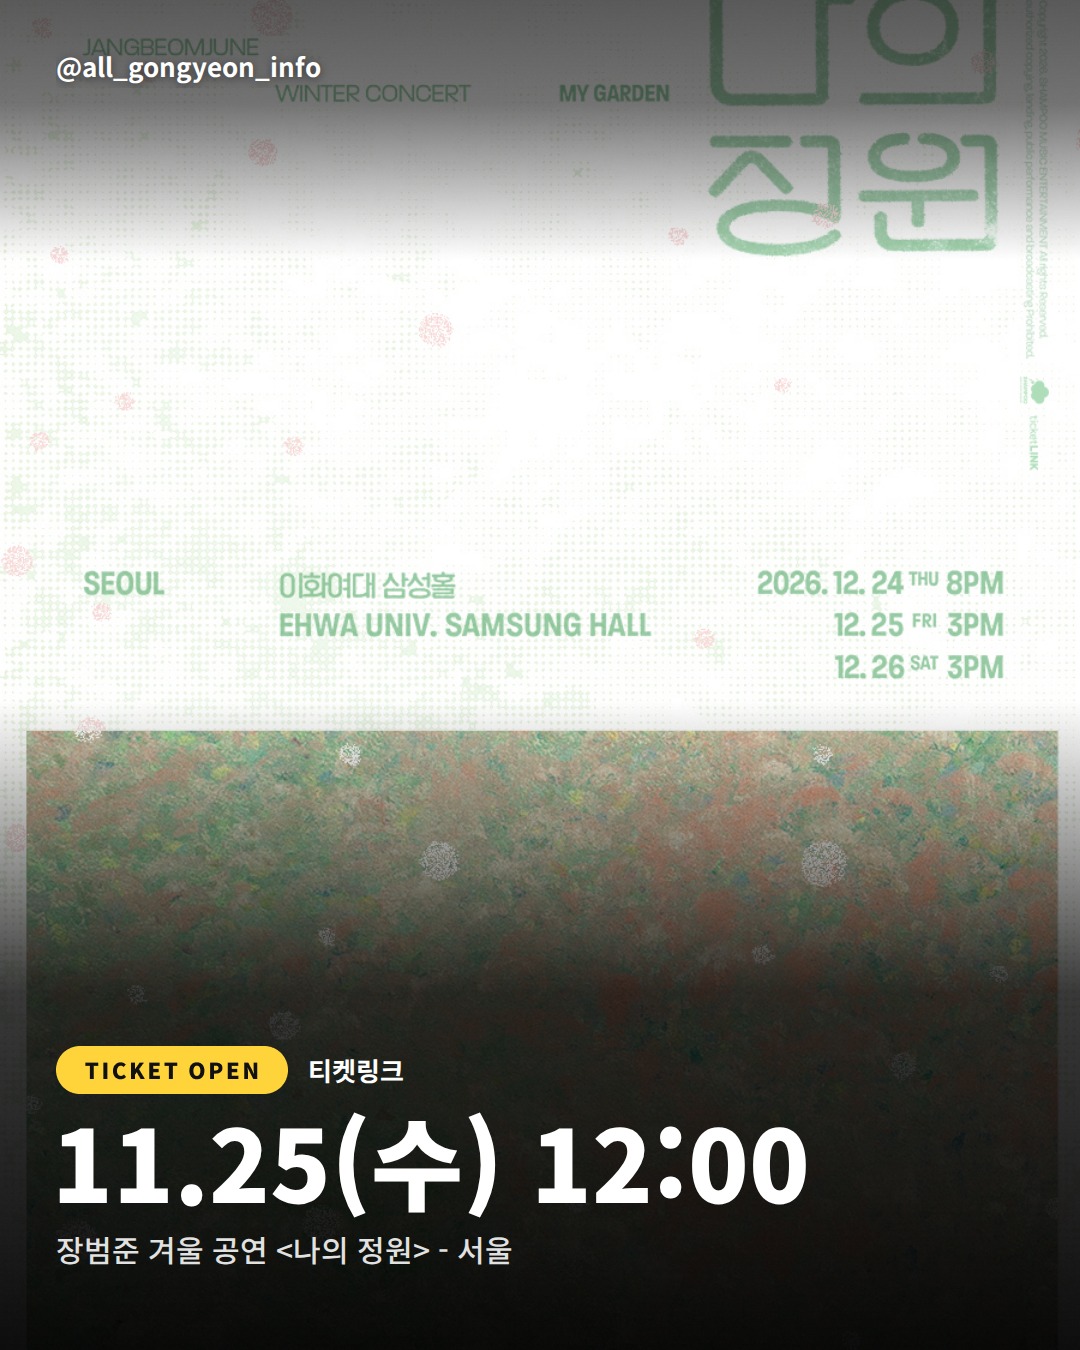 JANGBEOMJUNE
@all_gongyeon_info
WINTER CONCERT
MY GARDEN
나의
정원
ticketLINK
SEOUL
이화여대 삼성홀
EHWA UNIV. SAMSUNG HALL
2026. 12. 24 THU 8PM
12. 25 FRI 3PM
12. 26 SAT 3PM
TICKET OPEN
티켓링크
11.25(수) 12:00
장범준 겨울 공연 <나의 정원> - 서울